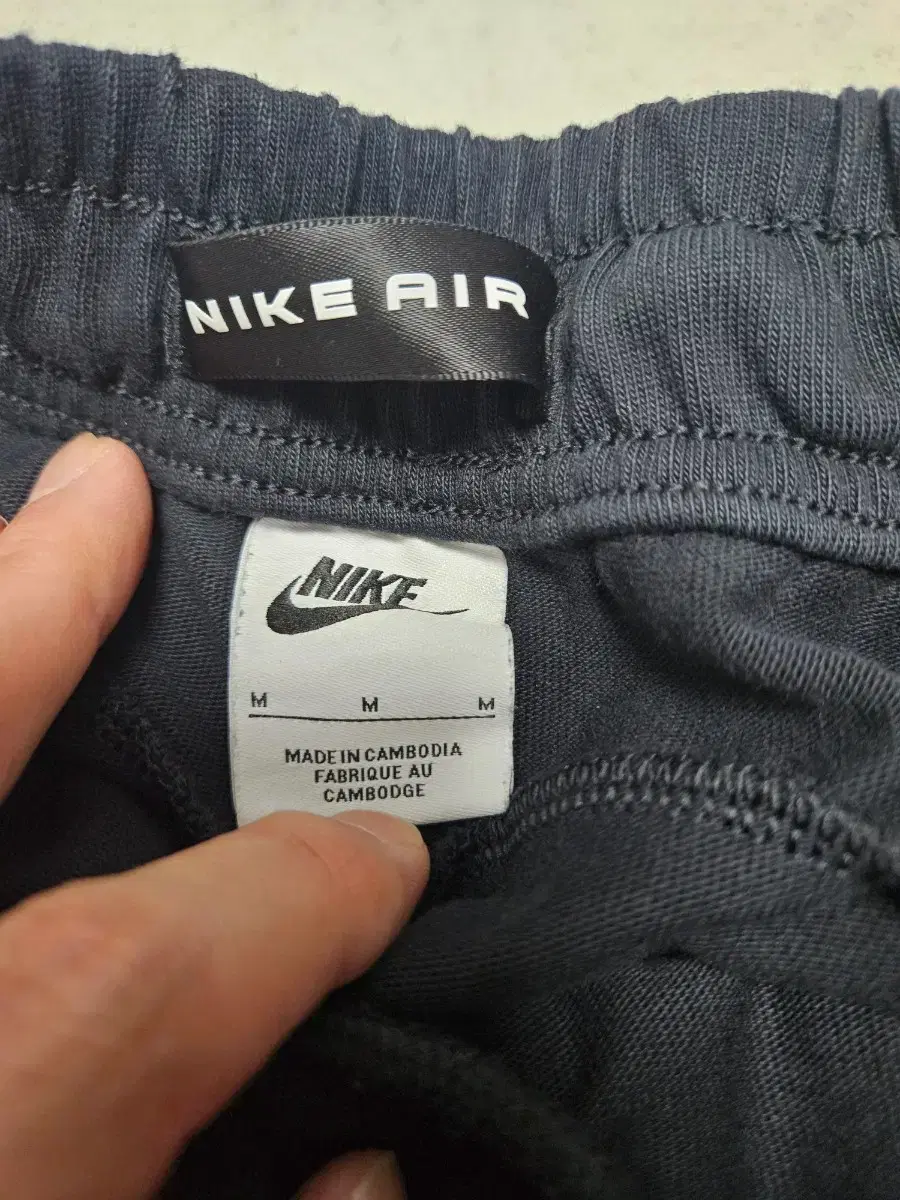 NIKE AIR
NIKE
M M M
MADE IN CAMBODIA
FABRIQUE AU
CAMBODGE